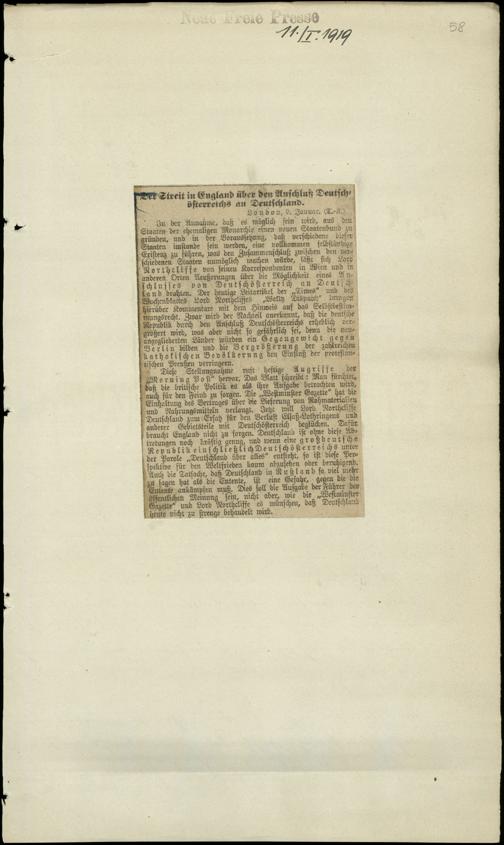 Neue Freie Presse
11./I. 1919
58
Der Streit in England über den Anschluß Deutsch-
österreichs an Deutschland.
London, 9. Januar. (T.-K.)
In der Annahme, daß es möglich sein wird, aus den
Staaten der ehemaligen Monarchie einen neuen Staatenbund zu
gründen, und in der Voraussetzung, daß verschiedene dieser
Staaten imstande sein werden, eine vollkommen selbständige
Existenz zu führen, was den Zusammenschluß zwischen den ver-
schiedenen Staaten unmöglich machen würde, läßt sich Lord
Northcliffe von seinen Korrespondenten in Wien und in
anderen Orten Äußerungen über die Möglichkeit eines An-
schlusses von Deutschösterreich an Deutsch-
land drahten. Der heutige Leitartikel der „Times" und des
Wochenblattes Lord Northcliffes „Daily Dispatch" bringen
hierüber Kommentare mit dem Hinweis auf das Selbstbestim-
mungsrecht. Zwar wird der Nachteil anerkannt, daß die deutsche
Republik durch den Anschluß Deutschösterreichs erheblich ver-
größert wird, was aber nicht so gefährlich sei, denn die neu-
angegliederten Länder würden ein Gegengewicht gegen
Berlin bilden und die Vergrößerung der zahlreichen
katholischen Bevölkerung den Einfluß der protestan-
tischen Preußen verringern.
Diese Stellungnahme rief heftige Angriffe der
„Morning Post" hervor. Das Blatt schreibt: Man fürchtet,
daß die britische Politik es als ihre Aufgabe betrachten wird,
auch für den Feind zu sorgen. Die „Westminster Gazette" hat die
Einhaltung des Vertrages über die Lieferung von Rohmaterialien
und Nahrungsmitteln verlangt. Jetzt will Lord Northcliffe
Deutschland zum Ersatz für den Verlust Elsaß-Lothringens und
anderer Gebietsteile mit Deutschösterreich beglücken. Dafür
braucht England nicht zu sorgen. Deutschland ist ohne diese Ab-
tretungen noch kräftig genug, und wenn eine großdeutsche
Republik einschließlich Deutschösterreichs unter
der Parole „Deutschland über alles" entsteht, so ist diese Per-
spektive für den Weltfrieden kaum abzusehen oder beruhigend.
Auch die Tatsache, daß Deutschland in Rußland so viel mehr
zu sagen hat als die Entente, ist eine Gefahr, gegen die die
Entente ankämpfen muß. Dies soll die Aufgabe der Führer der
öffentlichen Meinung sein, nicht aber, wie die „Westminster
Gazette" und Lord Northcliffe es wünschen, daß Deutschland
heute nicht zu strenge behandelt wird.